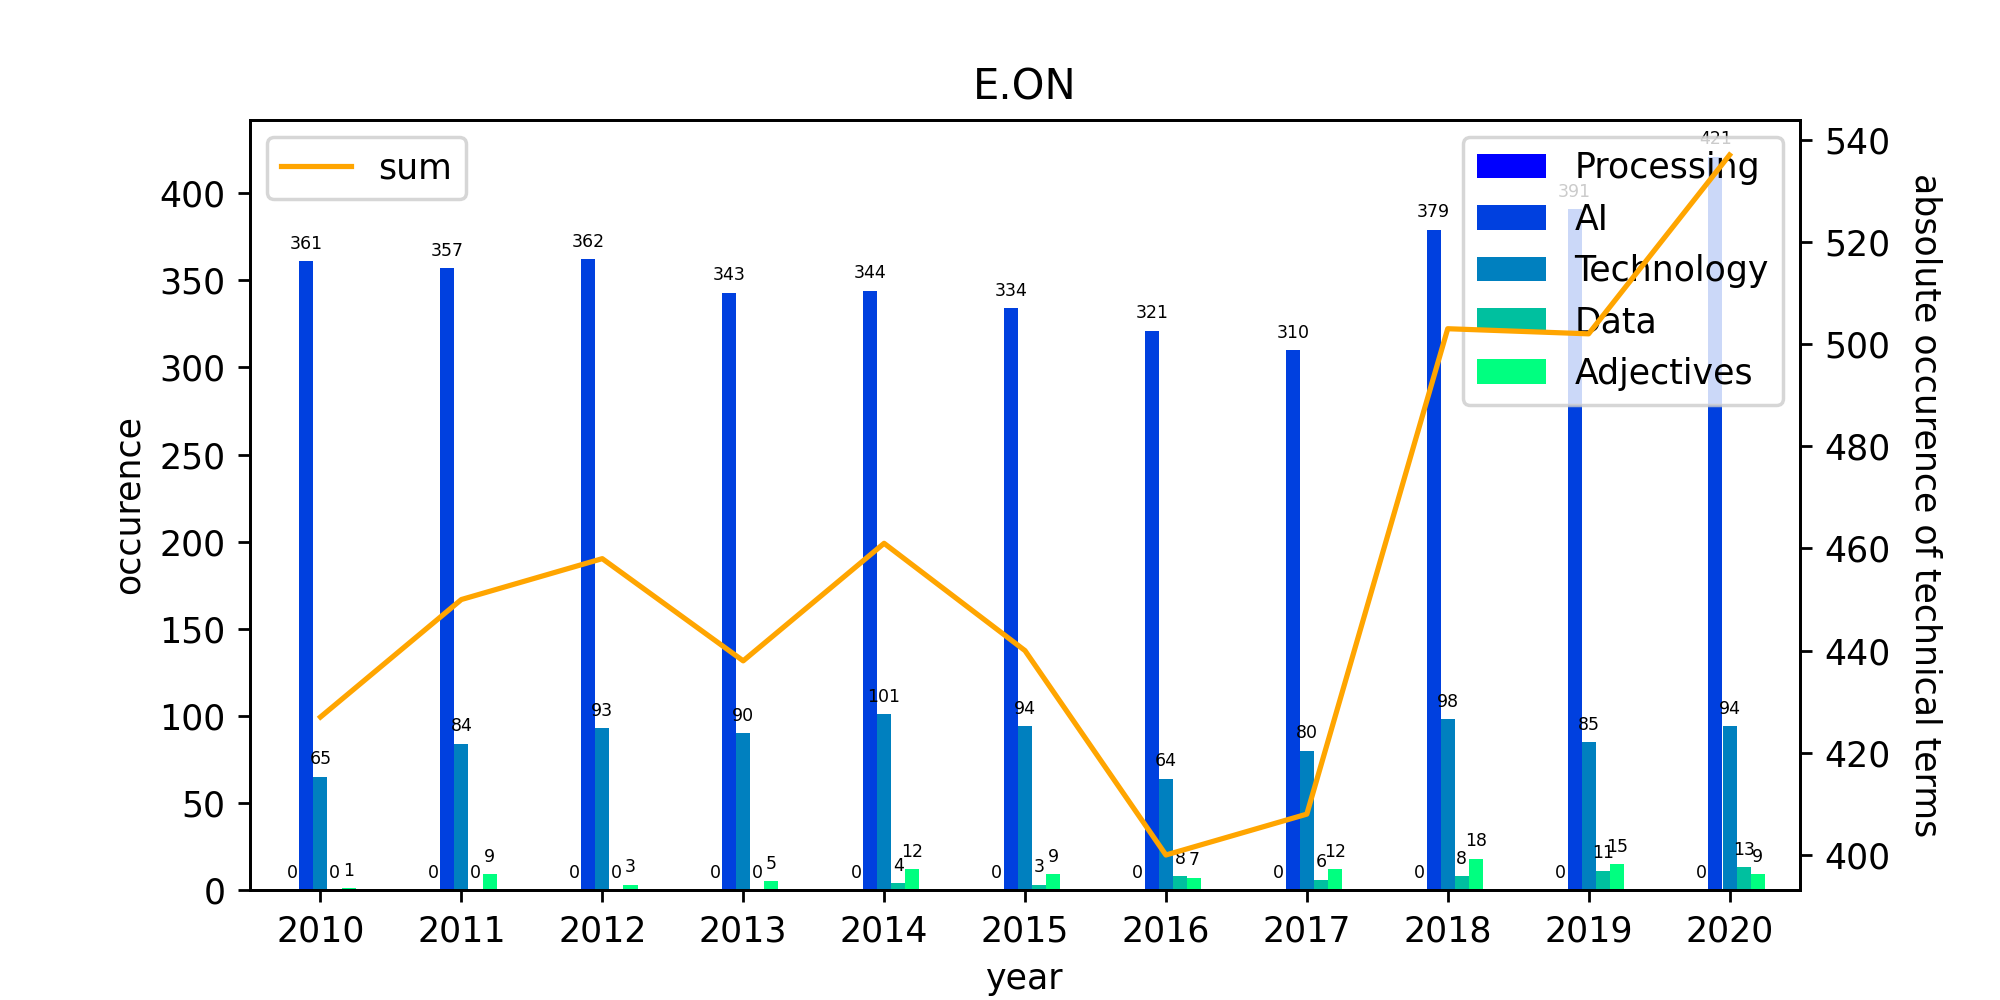 E.ON
sum
Processing
AI
Technology
Data
Adjectives
occurence
absolute occurence of technical terms
400
350
300
250
200
150
100
50
0
540
520
500
480
460
440
420
400
361
357
362
343
344
334
321
310
379
391
421
65
84
93
90
101
94
64
80
98
85
94
0 0 1
0 0 9
0 0 3
0 0 5
0 4 12
0 3 9
0 8 7
0 6 12
0 8 18
0 11 15
0 13 9
2010 2011 2012 2013 2014 2015 2016 2017 2018 2019 2020
year